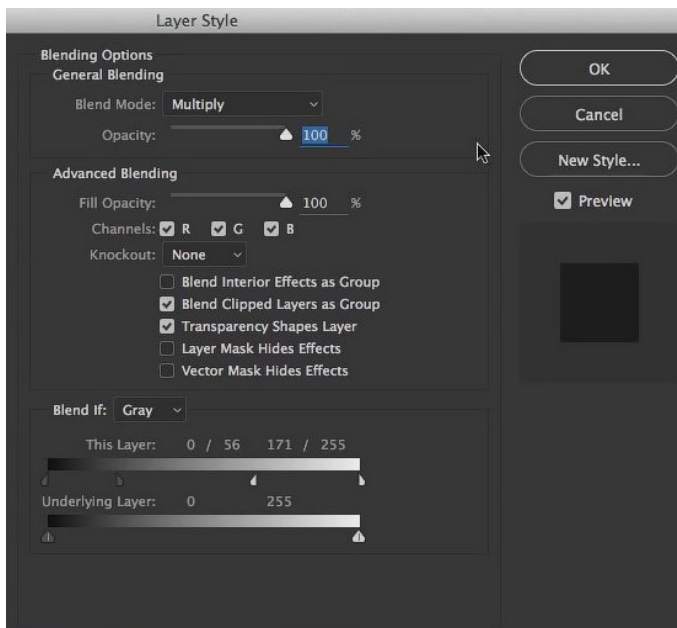 Layer Style
Blending Options
General Blending
Blend Mode: Multiply
Opacity: 100 %
Advanced Blending
Fill Opacity: 100 %
Channels: R G B
Knockout: None
Blend Interior Effects as Group
Blend Clipped Layers as Group
Transparency Shapes Layer
Layer Mask Hides Effects
Vector Mask Hides Effects
Blend If: Gray
This Layer: 0 / 56 171 / 255
Underlying Layer: 0 255
OK
Cancel
New Style...
Preview